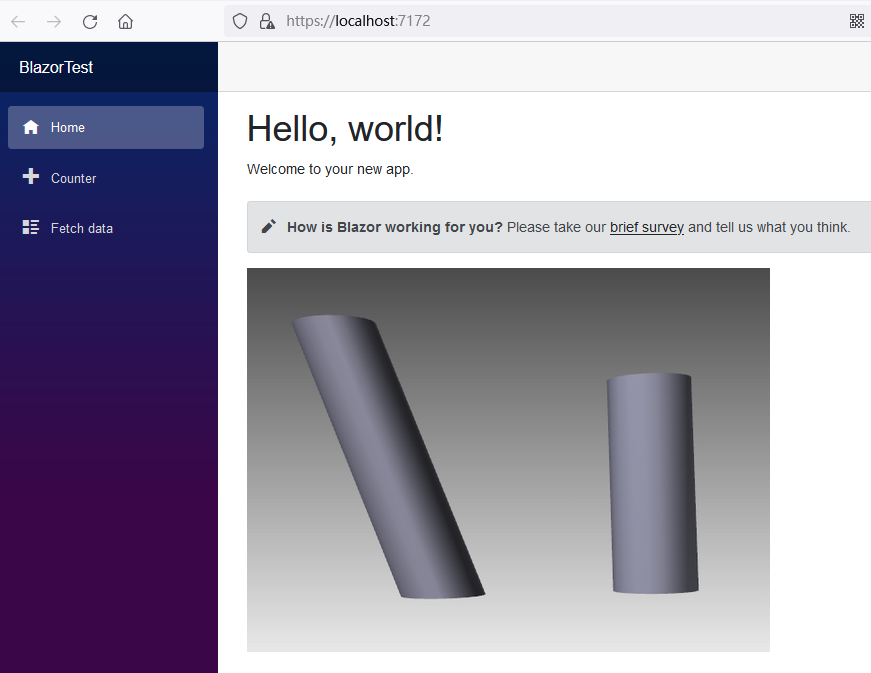 https://localhost:7172
BlazorTest
Home
Counter
Fetch data
Hello, world!
Welcome to your new app.
How is Blazor working for you? Please take our brief survey and tell us what you think.